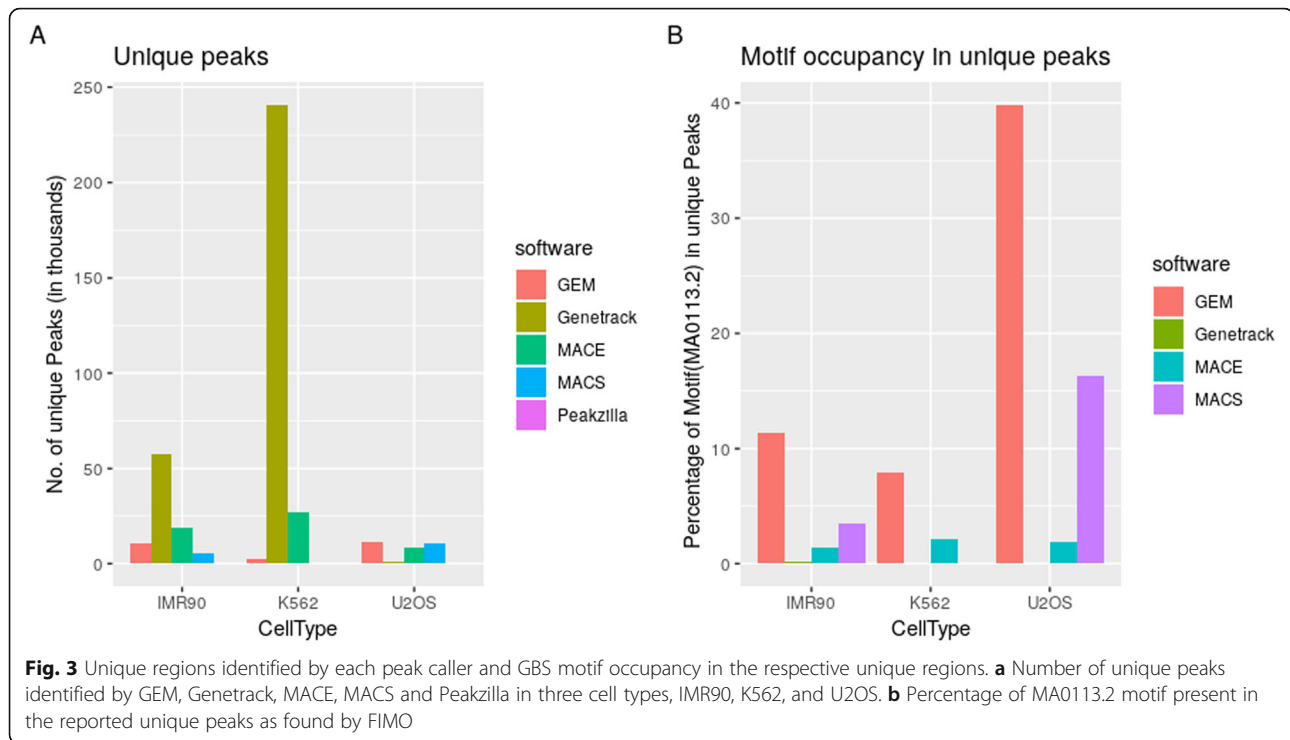 A
Unique peaks
No. of unique Peaks (in thousands)
250
200
150
100
50
0
IMR90
K562
U2OS
CellType
software
GEM
Genetrack
MACE
MACS
Peakzilla
B
Motif occupancy in unique peaks
Percentage of Motif(MA0113.2) in unique Peaks
40
30
20
10
0
IMR90
K562
U2OS
CellType
software
GEM
Genetrack
MACE
MACS
Fig. 3 Unique regions identified by each peak caller and GBS motif occupancy in the respective unique regions. a Number of unique peaks
identified by GEM, Genetrack, MACE, MACS and Peakzilla in three cell types, IMR90, K562, and U2OS. b Percentage of MA0113.2 motif present in
the reported unique peaks as found by FIMO